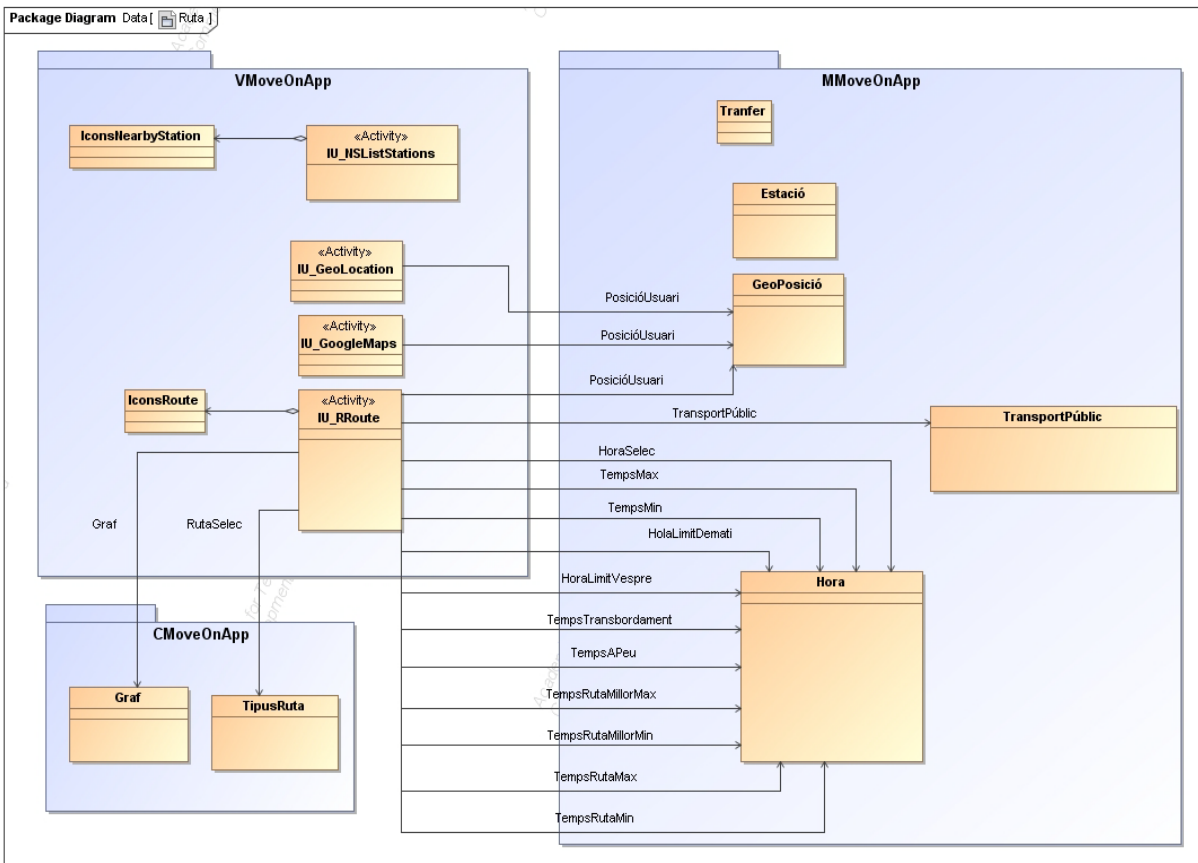 Package Diagram Data[ Ruta ]
VMoveOnApp
IconsNearbyStation
«Activity»
IU_NSListStations
«Activity»
IU_GeoLocation
«Activity»
IU_GoogleMaps
IconsRoute
«Activity»
IU_RRoute
Graf
RutaSelec
CMoveOnApp
Graf
TipusRuta
MMoveOnApp
Tranfer
Estació
GeoPosició
PosicióUsuari
PosicióUsuari
PosicióUsuari
TransportPúblic
TransportPúblic
HoraSelec
TempsMax
TempsMin
HolaLimitDemati
HoraLimitVespre
Hora
TempsTransbordament
TempsAPeu
TempsRutaMillorMax
TempsRutaMillorMin
TempsRutaMax
TempsRutaMin